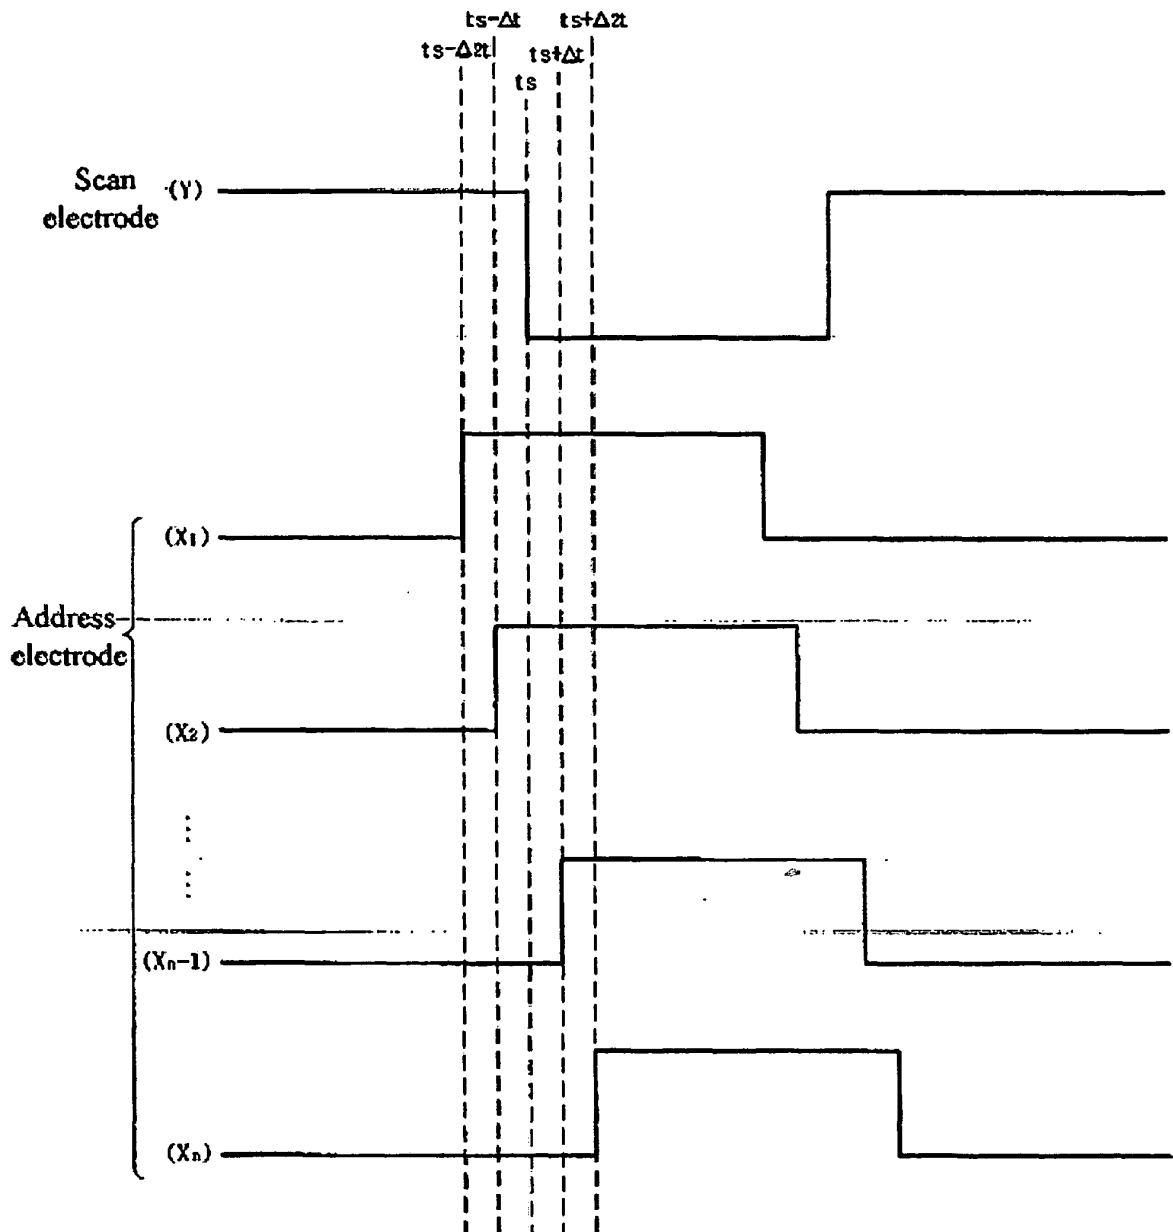 ts-Δt ts+Δ2t
ts-Δ2t ts+Δt
ts
Scan (Y)
electrode
(X1)
Address
electrode
(X2)
⋮
⋮
(Xn-1)
(Xn)